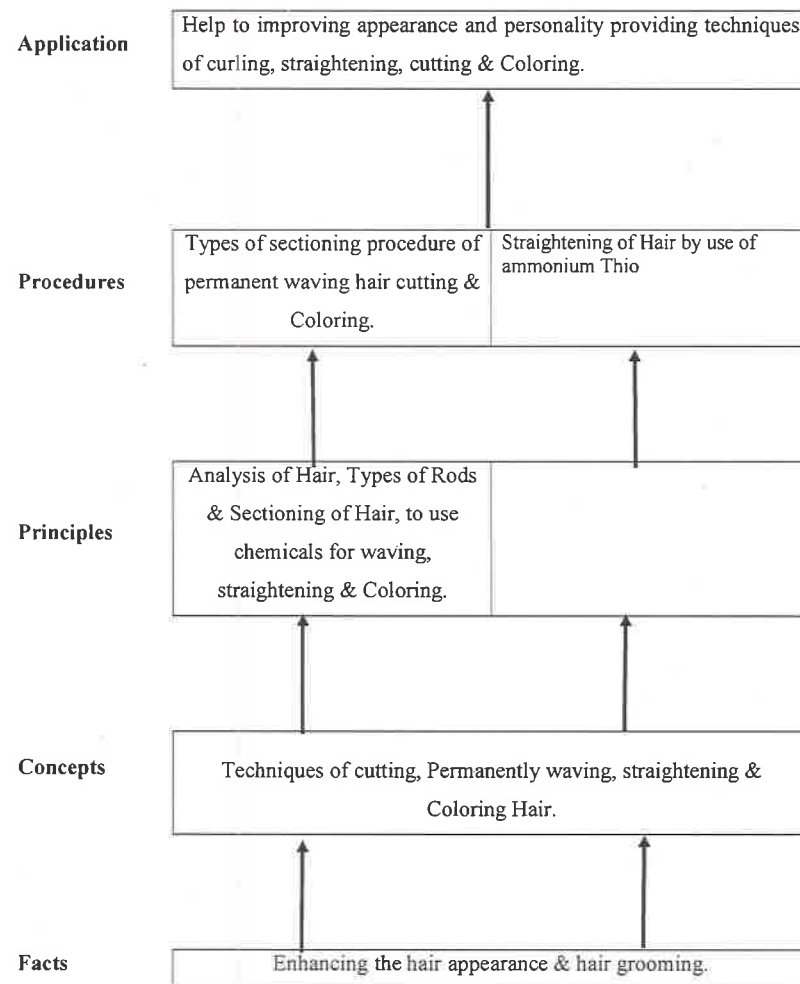 Application
Help to improving appearance and personality providing techniques
of curling, straightening, cutting & Coloring.
Procedures
Types of sectioning procedure of
permanent waving hair cutting &
Coloring.
Straightening of Hair by use of
ammonium Thio
Principles
Analysis of Hair, Types of Rods
& Sectioning of Hair, to use
chemicals for waving,
straightening & Coloring.
Concepts
Techniques of cutting, Permanently waving, straightening &
Coloring Hair.
Facts
Enhancing the hair appearance & hair grooming.